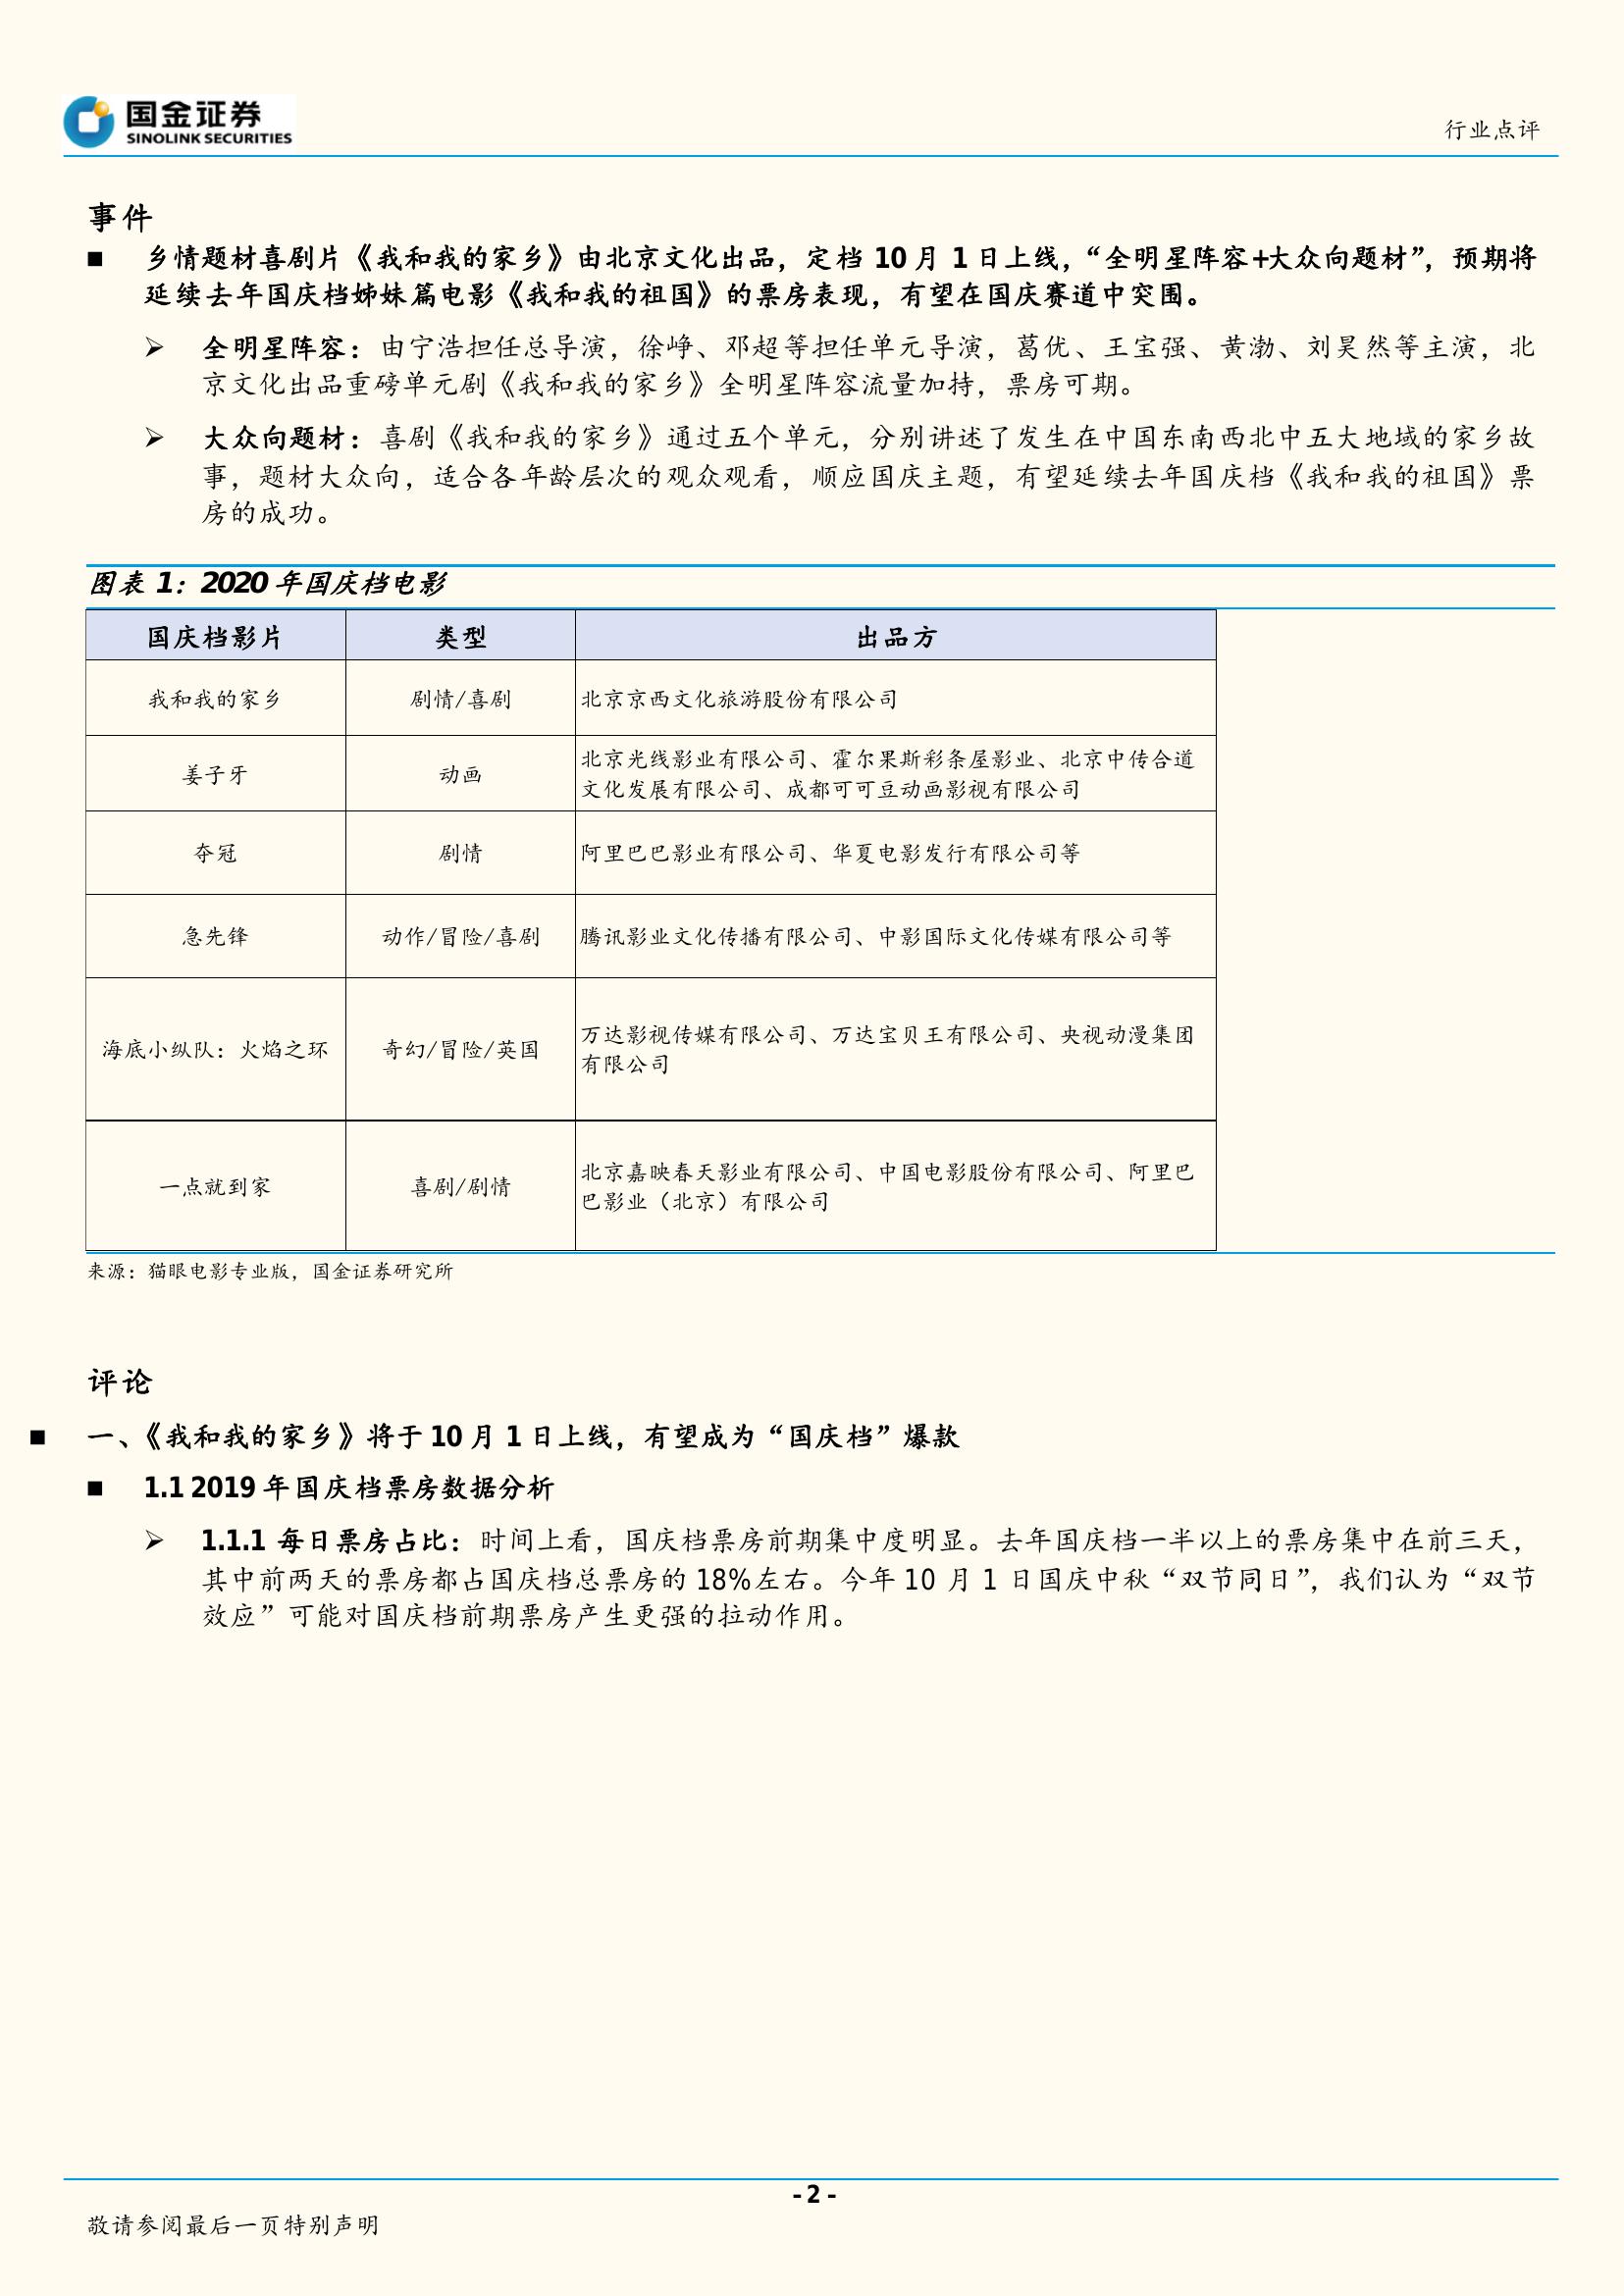 国金证券
SINOLINK SECURITIES
行业点评
事件
■ 乡情题材喜剧片《我和我的家乡》由北京文化出品，定档 10 月 1 日上线，“全明星阵容+大众向题材”，预期将
延续去年国庆档姊妹篇电影《我和我的祖国》的票房表现，有望在国庆赛道中突围。
➢ 全明星阵容：由宁浩担任总导演，徐峥、邓超等担任单元导演，葛优、王宝强、黄渤、刘昊然等主演，北
京文化出品重磅单元剧《我和我的家乡》全明星阵容流量加持，票房可期。
➢ 大众向题材：喜剧《我和我的家乡》通过五个单元，分别讲述了发生在中国东南西北中五大地域的家乡故
事，题材大众向，适合各年龄层次的观众观看，顺应国庆主题，有望延续去年国庆档《我和我的祖国》票
房的成功。
图表 1：2020 年国庆档电影
国庆档影片 类型 出品方
我和我的家乡 剧情/喜剧 北京京西文化旅游股份有限公司
姜子牙 动画 北京光线影业有限公司、霍尔果斯彩条屋影业、北京中传合道
文化发展有限公司、成都可可豆动画影视有限公司
夺冠 剧情 阿里巴巴影业有限公司、华夏电影发行有限公司等
急先锋 动作/冒险/喜剧 腾讯影业文化传播有限公司、中影国际文化传媒有限公司等
海底小纵队：火焰之环 奇幻/冒险/英国 万达影视传媒有限公司、万达宝贝王有限公司、央视动漫集团
有限公司
一点就到家 喜剧/剧情 北京嘉映春天影业有限公司、中国电影股份有限公司、阿里巴
巴影业（北京）有限公司
来源：猫眼电影专业版，国金证券研究所
评论
■ 一、《我和我的家乡》将于 10 月 1 日上线，有望成为“国庆档”爆款
■ 1.1 2019 年国庆档票房数据分析
➢ 1.1.1 每日票房占比：时间上看，国庆档票房前期集中度明显。去年国庆档一半以上的票房集中在前三天，
其中前两天的票房都占国庆档总票房的 18%左右。今年 10 月 1 日国庆中秋“双节同日”，我们认为“双节
效应”可能对国庆档前期票房产生更强的拉动作用。
- 2 -
敬请参阅最后一页特别声明